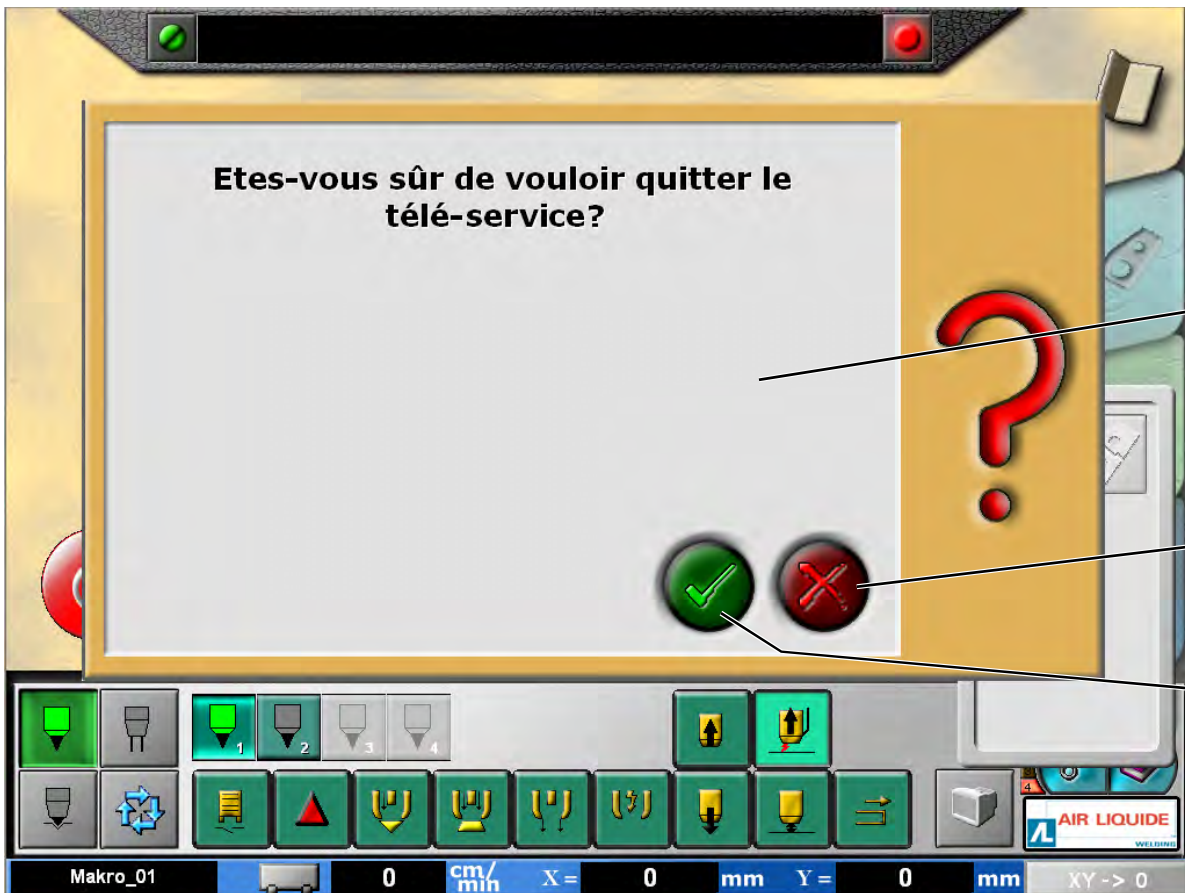 Etes-vous sûr de vouloir quitter le
télé-service?
1
2
3
4
4
AIR LIQUIDE
WELDING
Makro_01
0
cm/
min
X =
0
mm
Y =
0
mm
XY -> 0